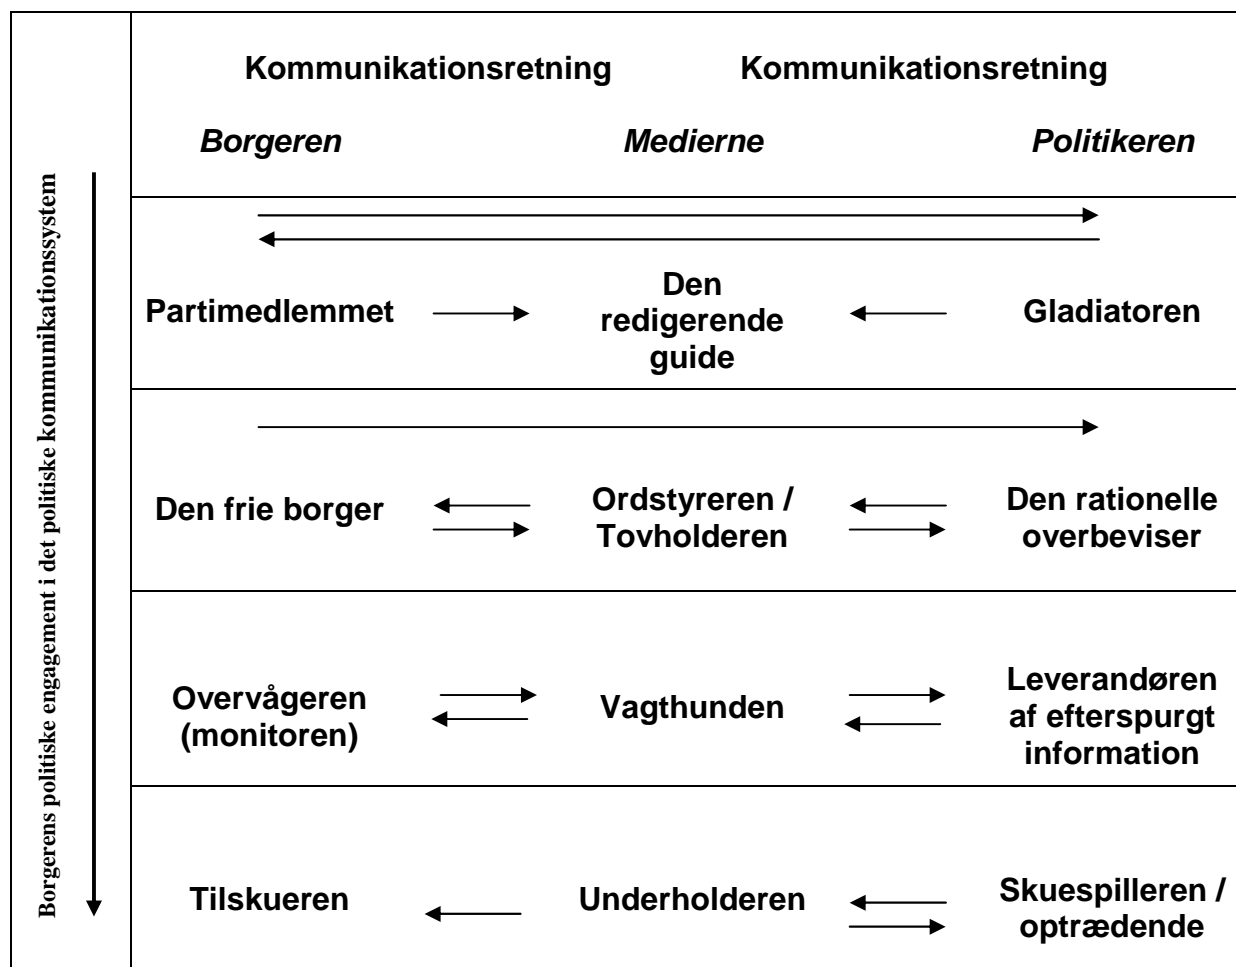 Kommunikationsretning Kommunikationsretning
Borgeren Medierne Politikeren
Borgerens politiske engagement i det politiske kommunikationssystem
Partimedlemmet
Den
redigerende
guide
Gladiatoren
Den frie borger
Ordstyreren /
Tovholderen
Den rationelle
overbeviser
Overvågeren
(monitoren)
Vagthunden
Leverandøren
af efterspurgt
information
Tilskueren
Underholderen
Skuespilleren /
optrædende